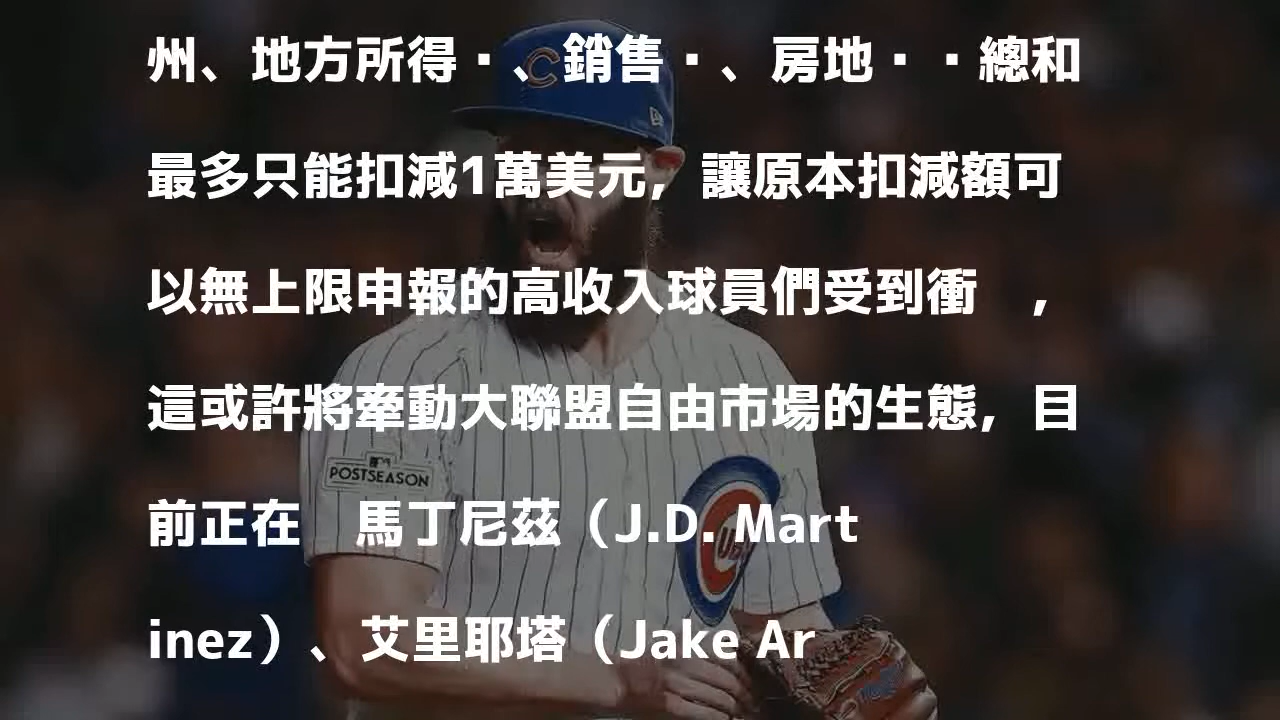 州、地方所得▪、銷售▪、房地▪▪總和
最多只能扣減1萬美元，讓原本扣減額可
以無上限申報的高收入球員們受到衝　，
這或許將牽動大聯盟自由市場的生態，目
前正在　馬丁尼茲（J.D. Mart
inez）、艾里耶塔（Jake Ar
C
POSTSEASON